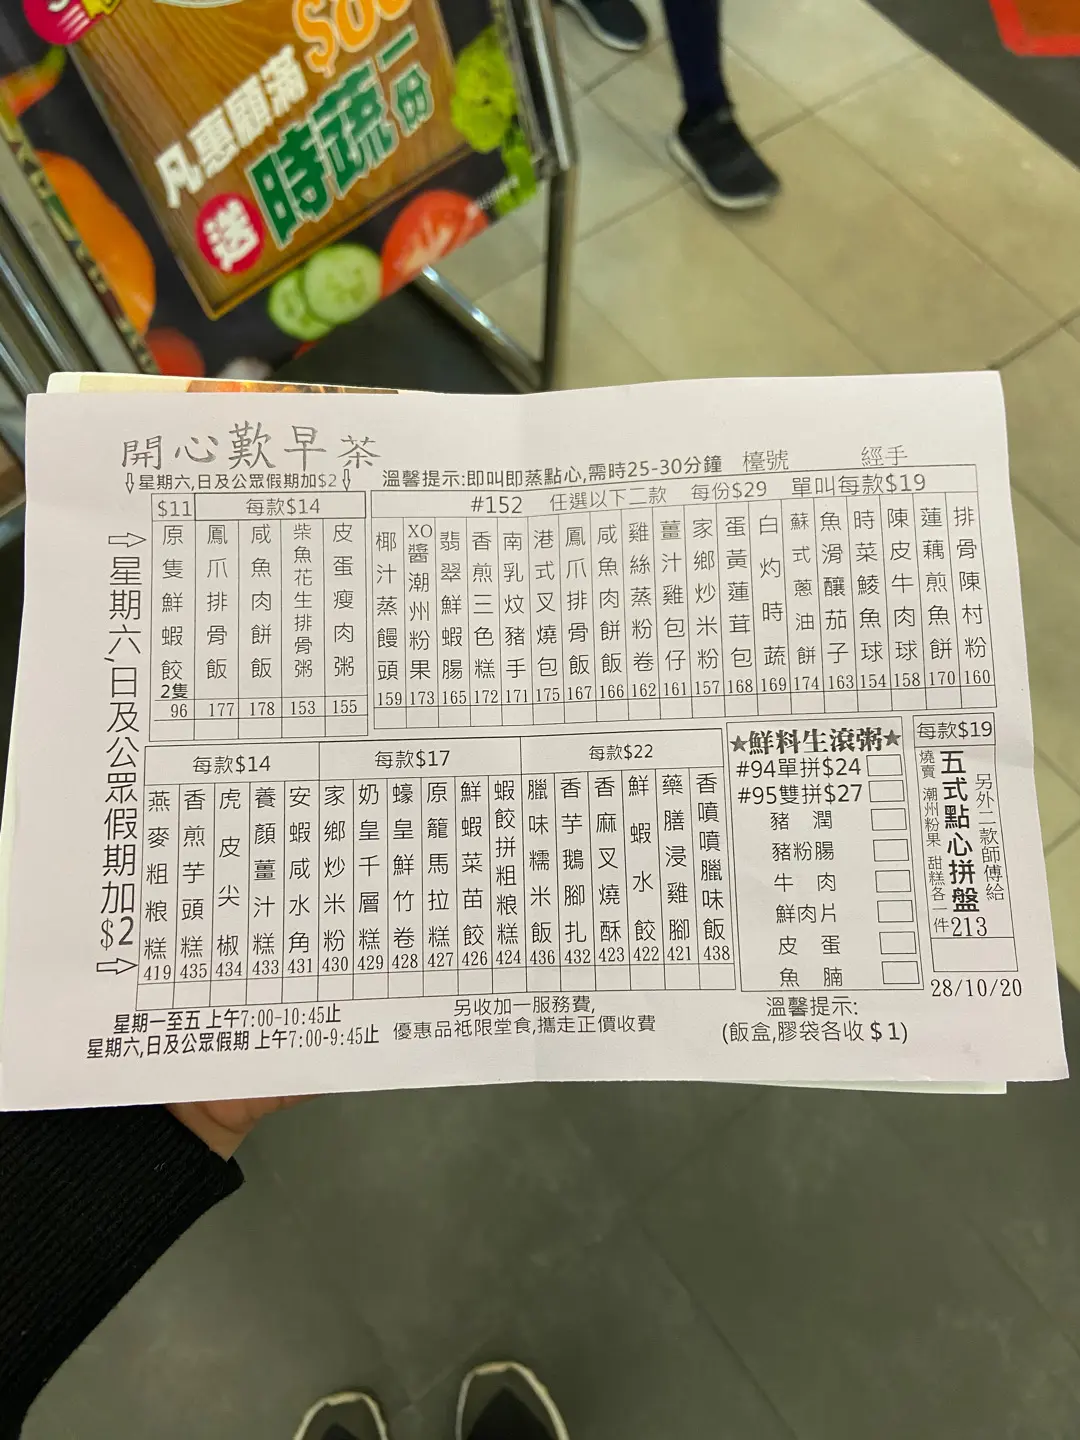 凡惠顧滿
送
時蔬
一份
開心歎早茶
⇩星期六,日及公眾假期加$2⇩
溫馨提示:即叫即蒸點心,需時25-30分鐘 檯號 經手
⇨星期六,日及公眾假期加$2⇨
$11
原隻鮮蝦餃2隻 96
每款$14
鳳爪排骨飯 177
咸魚肉餅飯 178
柴魚花生排骨粥 153
皮蛋瘦肉粥 155
#152 任選以下二款 每份$29 單叫每款$19
椰汁蒸饅頭 159
XO醬潮州粉果 173
翡翠鮮蝦腸 165
香煎三色糕 172
南乳炆豬手 171
港式叉燒包 175
鳳爪排骨飯 167
咸魚肉餅飯 166
雞絲蒸粉卷 162
薑汁雞包仔 161
家鄉炒米粉 157
蛋黃蓮茸包 168
白灼時蔬 169
蘇式蔥油餅 174
魚滑釀茄子 163
時菜鯪魚球 154
陳皮牛肉球 158
蓮藕煎魚餅 170
排骨陳村粉 160
每款$14
燕麥粗粮糕 419
香煎芋頭糕 435
虎皮尖椒 434
養顏薑汁糕 433
安蝦咸水角 431
每款$17
家鄉炒米粉 430
奶皇千層糕 429
蠔皇鮮竹卷 428
原籠馬拉糕 427
鮮蝦菜苗餃 426
蝦餃拼粗粮糕 424
每款$22
臘味糯米飯 436
香芋鵝腳扎 432
香麻叉燒酥 423
鮮蝦水餃 422
藥膳浸雞腳 421
香噴噴臘味飯 438
★鮮料生滾粥★
#94單拼$24
#95雙拼$27
豬潤
豬粉腸
牛肉
鮮肉片
皮蛋
魚腩
每款$19
五式點心拼盤
另外二款師傅給
燒賣 潮州粉果 甜糕各一件
213
28/10/20
星期一至五 上午7:00-10:45止
星期六,日及公眾假期 上午7:00-9:45止
另收加一服務費,
優惠品祗限堂食,攜走正價收費
溫馨提示:
(飯盒,膠袋各收$1)